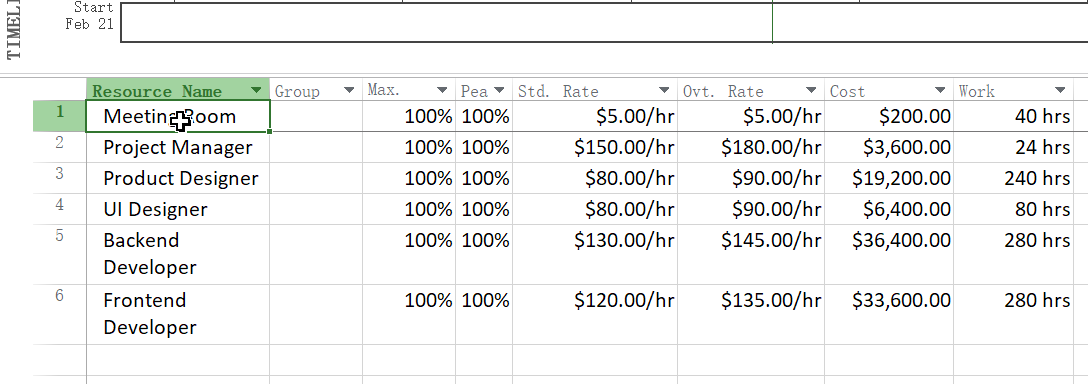 Start
Feb 21
TIMELI
Resource Name Group Max. Pea Std. Rate Ovt. Rate Cost Work
1 Meeting Room 100% 100% $5.00/hr $5.00/hr $200.00 40 hrs
2 Project Manager 100% 100% $150.00/hr $180.00/hr $3,600.00 24 hrs
3 Product Designer 100% 100% $80.00/hr $90.00/hr $19,200.00 240 hrs
4 UI Designer 100% 100% $80.00/hr $90.00/hr $6,400.00 80 hrs
5 Backend 100% 100% $130.00/hr $145.00/hr $36,400.00 280 hrs
Developer
6 Frontend 100% 100% $120.00/hr $135.00/hr $33,600.00 280 hrs
Developer